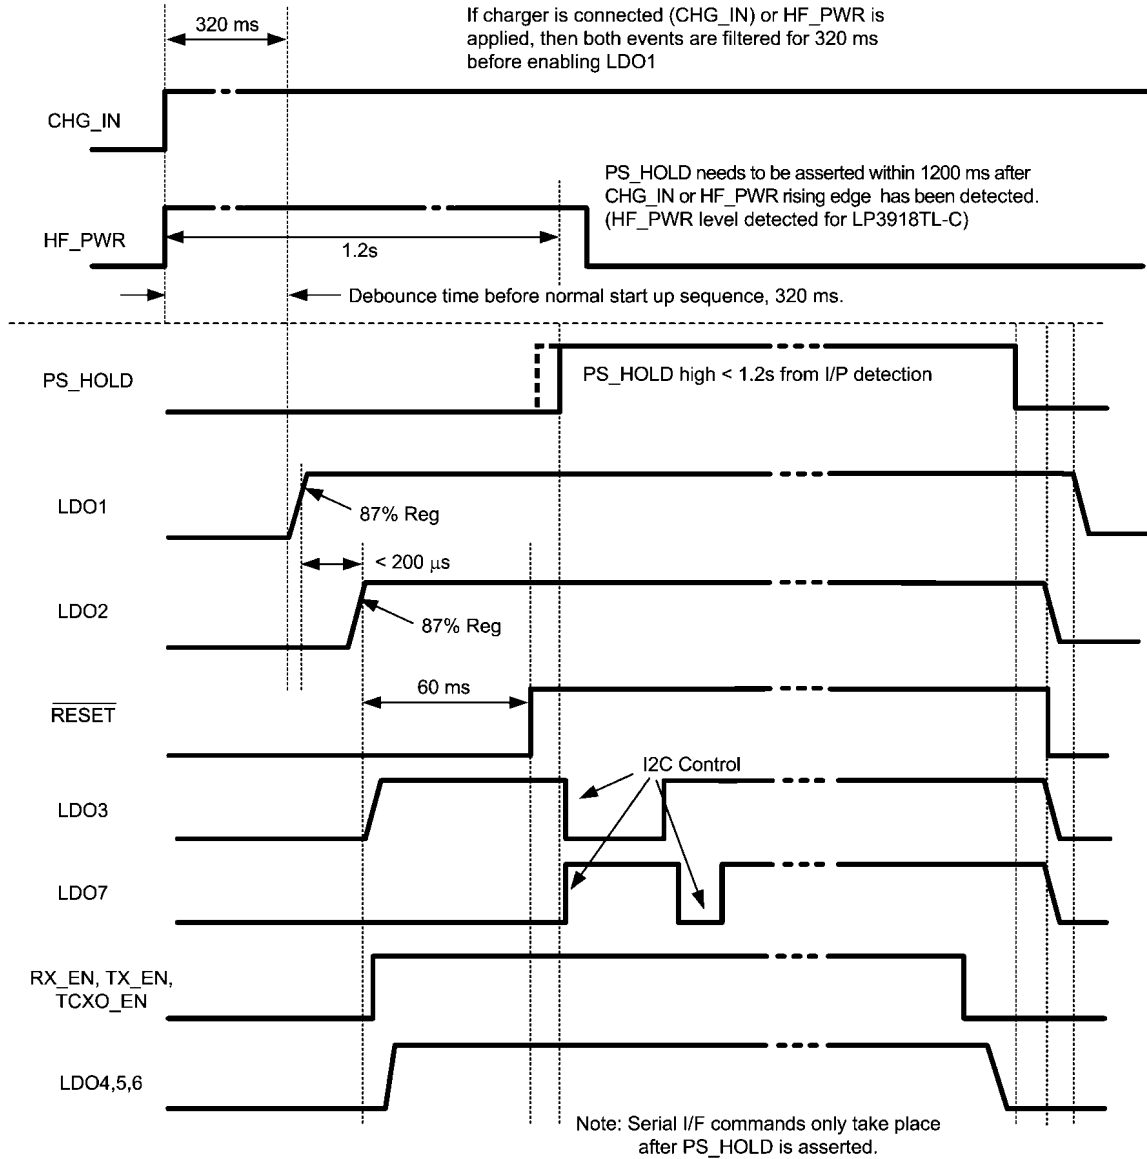 If charger is connected (CHG_IN) or HF_PWR is
applied, then both events are filtered for 320 ms
before enabling LDO1
320 ms
CHG_IN
PS_HOLD needs to be asserted within 1200 ms after
CHG_IN or HF_PWR rising edge has been detected.
(HF_PWR level detected for LP3918TL-C)
HF_PWR
1.2s
Debounce time before normal start up sequence, 320 ms.
PS_HOLD
PS_HOLD high < 1.2s from I/P detection
LDO1
87% Reg
< 200 µs
LDO2
87% Reg
60 ms
RESET
I2C Control
LDO3
LDO7
RX_EN, TX_EN,
TCXO_EN
LDO4,5,6
Note: Serial I/F commands only take place
after PS_HOLD is asserted.